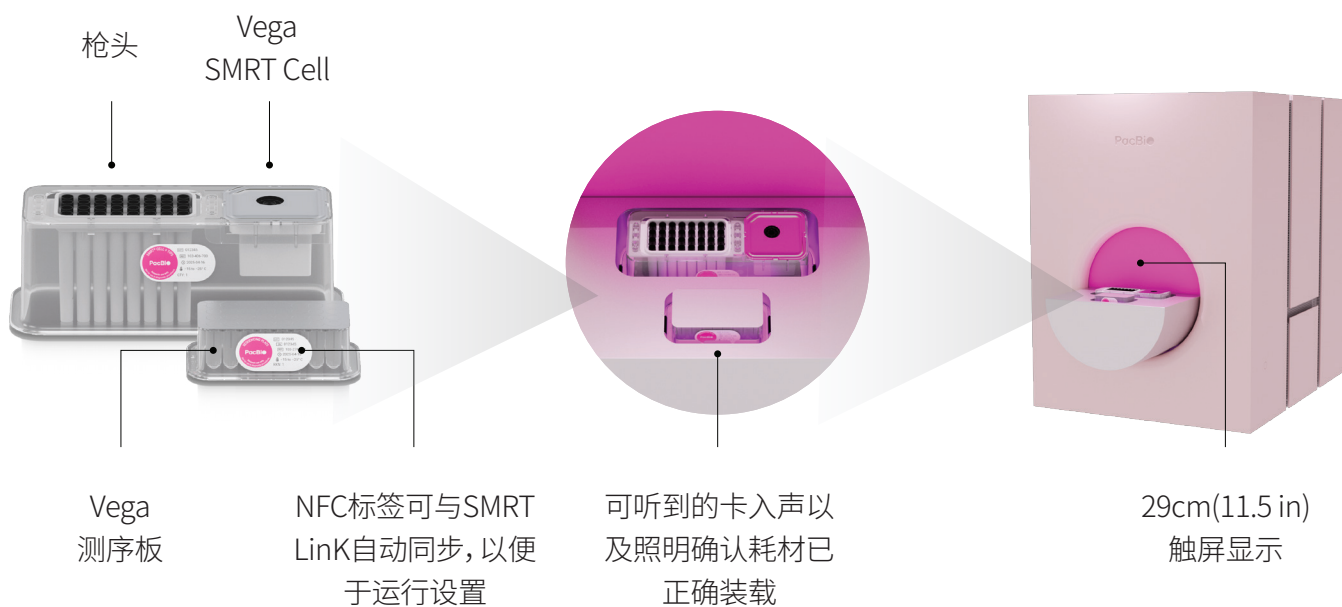 枪头
Vega
SMRT Cell
PacBio
PacBio
PacBio
Vega
测序板
NFC标签可与SMRT
LinK自动同步，以便
于运行设置
可听到的卡入声以
及照明确认耗材已
正确装载
29cm(11.5 in)
触屏显示